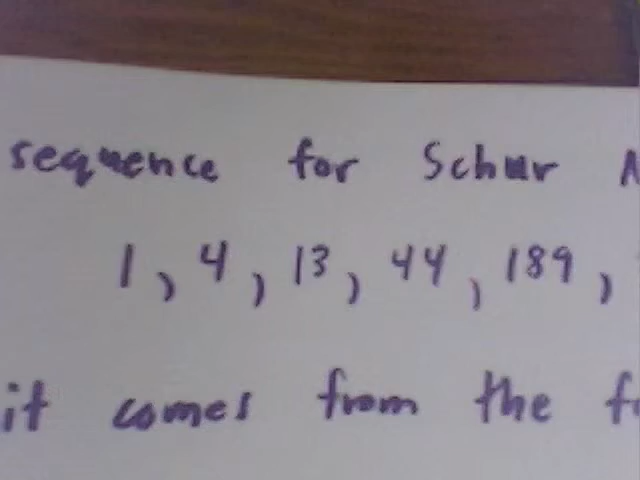 sequence for Schur
1, 4, 13, 44, 189,
it comes from the